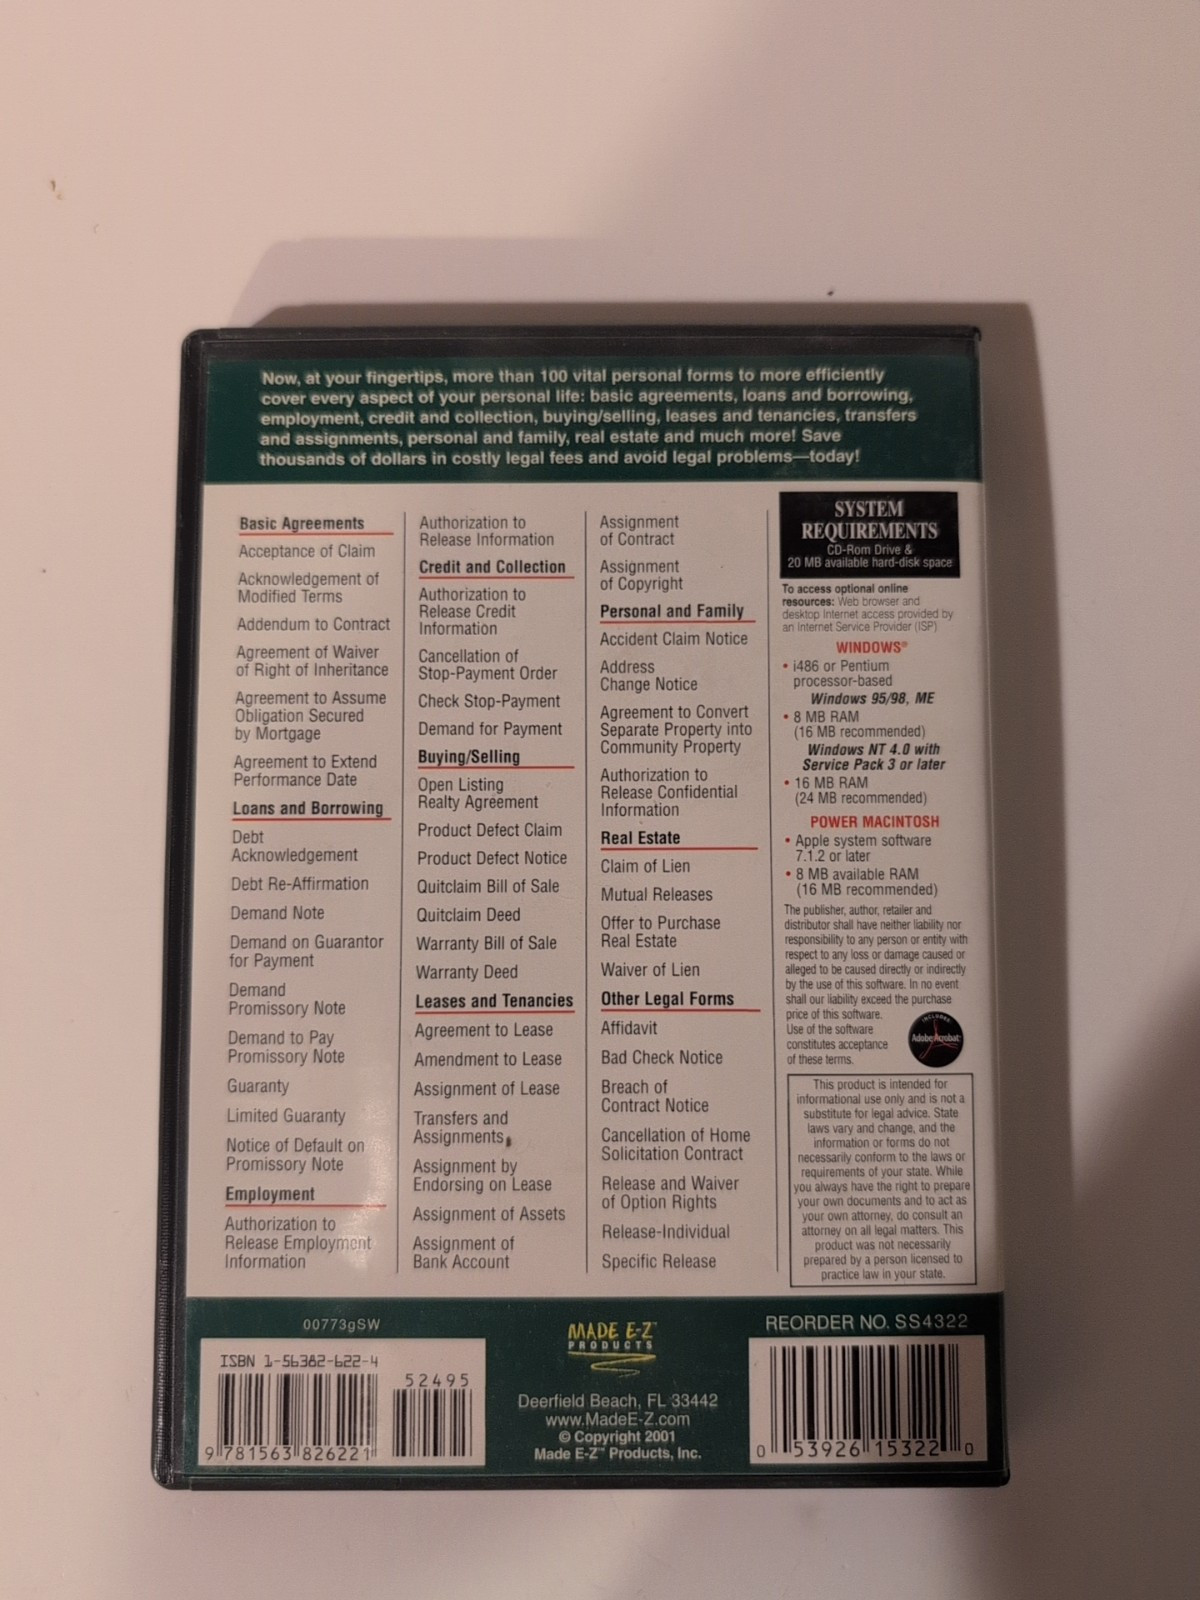 Now, at your fingertips, more than 100 vital personal forms to more efficiently
cover every aspect of your personal life: basic agreements, loans and borrowing,
employment, credit and collection, buying/selling, leases and tenancies, transfers
and assignments, personal and family, real estate and much more! Save
thousands of dollars in costly legal fees and avoid legal problems—today!
Basic Agreements
Acceptance of Claim
Acknowledgement of
Modified Terms
Addendum to Contract
Agreement of Waiver
of Right of Inheritance
Agreement to Assume
Obligation Secured
by Mortgage
Agreement to Extend
Performance Date
Loans and Borrowing
Debt
Acknowledgement
Debt Re-Affirmation
Demand Note
Demand on Guarantor
for Payment
Demand
Promissory Note
Demand to Pay
Promissory Note
Guaranty
Limited Guaranty
Notice of Default on
Promissory Note
Employment
Authorization to
Release Employment
Information
Authorization to
Release Information
Credit and Collection
Authorization to
Release Credit
Information
Cancellation of
Stop-Payment Order
Check Stop-Payment
Demand for Payment
Buying/Selling
Open Listing
Realty Agreement
Product Defect Claim
Product Defect Notice
Quitclaim Bill of Sale
Quitclaim Deed
Warranty Bill of Sale
Warranty Deed
Leases and Tenancies
Agreement to Lease
Amendment to Lease
Assignment of Lease
Transfers and
Assignments
Assignment by
Endorsing on Lease
Assignment of Assets
Assignment of
Bank Account
Assignment
of Contract
Assignment
of Copyright
Personal and Family
Accident Claim Notice
Address
Change Notice
Agreement to Convert
Separate Property into
Community Property
Authorization to
Release Confidential
Information
Real Estate
Claim of Lien
Mutual Releases
Offer to Purchase
Real Estate
Waiver of Lien
Other Legal Forms
Affidavit
Bad Check Notice
Breach of
Contract Notice
Cancellation of Home
Solicitation Contract
Release and Waiver
of Option Rights
Release-Individual
Specific Release
SYSTEM
REQUIREMENTS
CD-Rom Drive &
20 MB available hard-disk space
To access optional online
resources: Web browser and
desktop Internet access provided by
an Internet Service Provider (ISP)
WINDOWS®
• i486 or Pentium
processor-based
Windows 95/98, ME
• 8 MB RAM
(16 MB recommended)
Windows NT 4.0 with
Service Pack 3 or later
• 16 MB RAM
(24 MB recommended)
POWER MACINTOSH
• Apple system software
7.1.2 or later
• 8 MB available RAM
(16 MB recommended)
The publisher, author, retailer and
distributor shall have neither liability nor
responsibility to any person or entity with
respect to any loss or damage caused or
alleged to be caused directly or indirectly
by the use of this software. In no event
shall our liability exceed the purchase
price of this software.
Use of the software
constitutes acceptance
of these terms.
INCLUDES
Adobe Acrobat
This product is intended for
informational use only and is not a
substitute for legal advice. State
laws vary and change, and the
information or forms do not
necessarily conform to the laws or
requirements of your state. While
you always have the right to prepare
your own documents and to act as
your own attorney, do consult an
attorney on all legal matters. This
product was not necessarily
prepared by a person licensed to
practice law in your state.
00773gSW
ISBN 1-56382-622-4
52495
9 781563 826221
MADE E-Z™
PRODUCTS
Deerfield Beach, FL 33442
www.MadeE-Z.com
© Copyright 2001
Made E-Z™ Products, Inc.
REORDER NO. SS4322
0 53926 15322 0